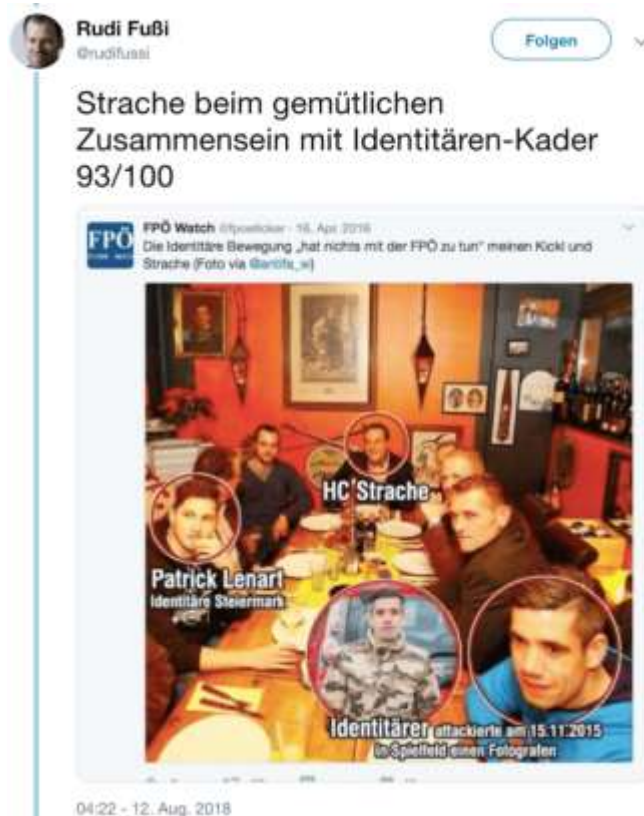 Rudi Fußi
@rudifussi
Folgen
Strache beim gemütlichen
Zusammensein mit Identitären-Kader
93/100
FPÖ
FPÖ Watch @fpoeticker · 16. Apr. 2016
Die Identitäre Bewegung „hat nichts mit der FPÖ zu tun" meinen Kickl und
Strache (Foto via @antifa_w)
HC Strache
Patrick Lenart
Identitäre Steiermark
Identitärer attackierte am 15.11.2015
in Spielfeld einen Fotografen
04:22 - 12. Aug. 2018